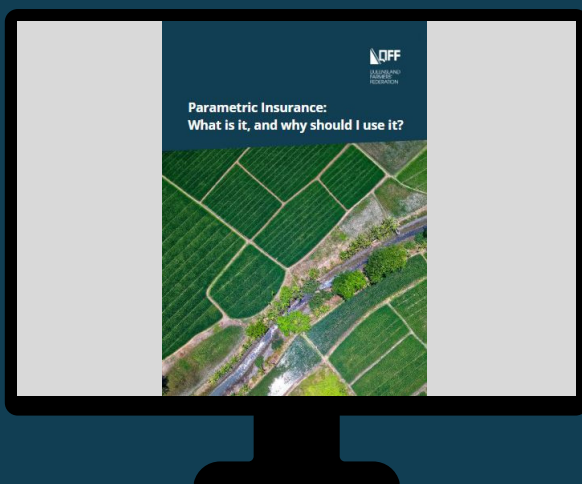 QFF
QUEENSLAND
FARMERS'
FEDERATION
Parametric Insurance:
What is it, and why should I use it?